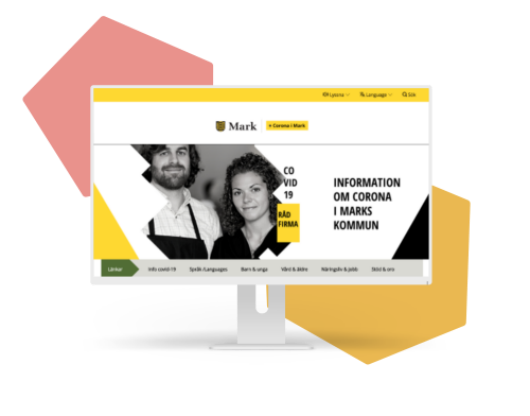 Lyssna Language Sök
Mark + Corona i Mark
CO
VID
19
RÅD
FIRMA
INFORMATION
OM CORONA
I MARKS
KOMMUN
Länkar Info covid-19 Språk /Languages Barn & unga Vård & äldre Näringsliv & jobb Stöd & oro